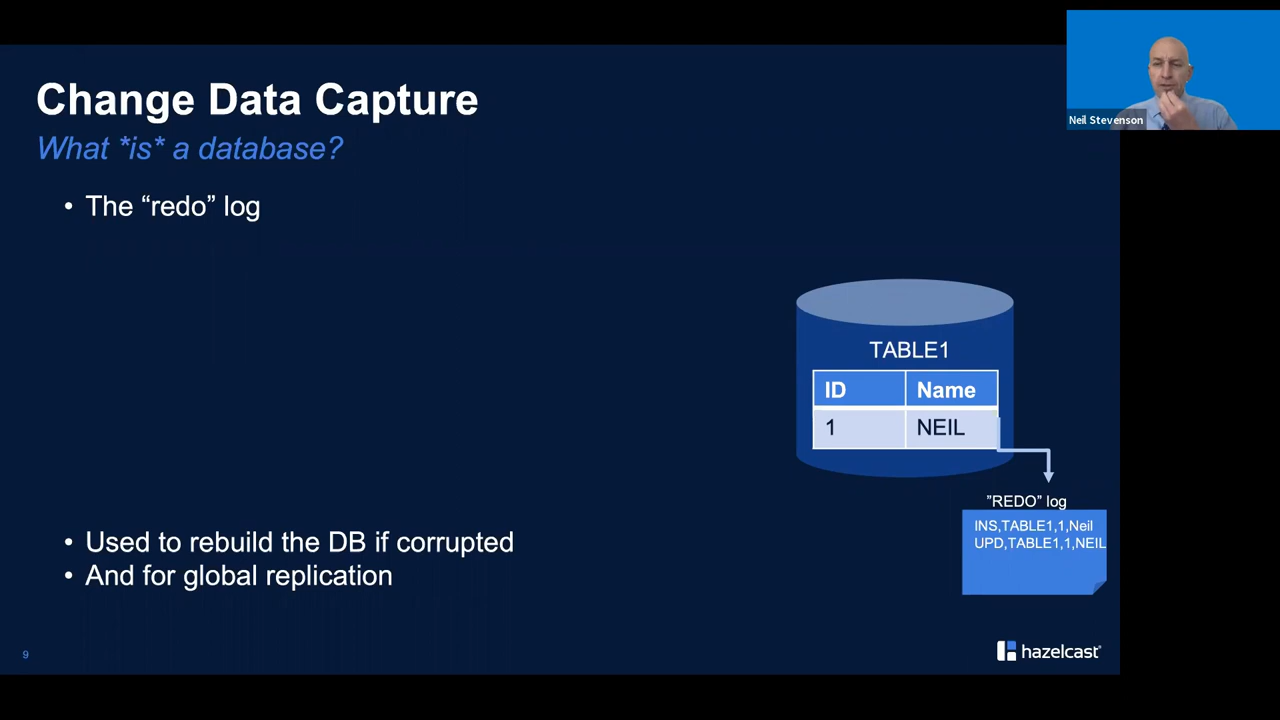 Change Data Capture
What *is* a database?
• The “redo” log
TABLE1
ID Name
1 NEIL
”REDO” log
INS,TABLE1,1,Neil
UPD,TABLE1,1,NEIL
• Used to rebuild the DB if corrupted
• And for global replication
9
hazelcast
Neil Stevenson